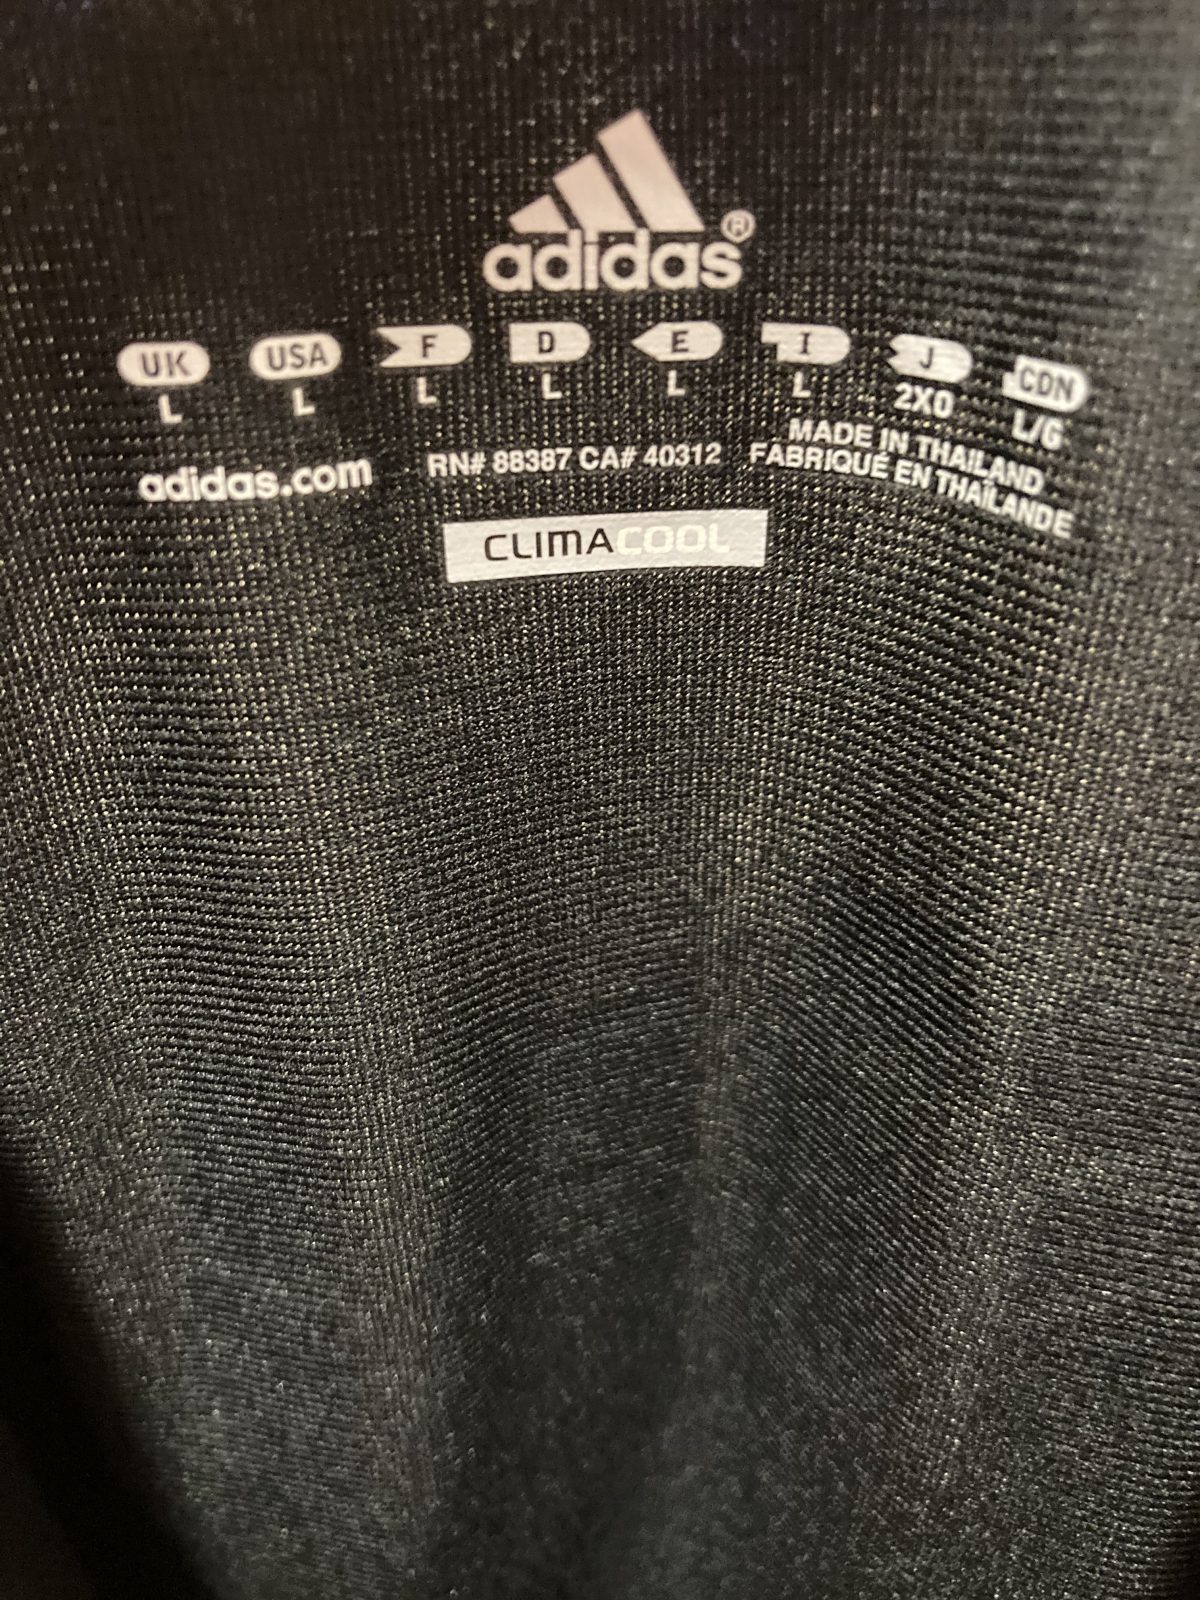 adidas®
UK USA F D E I J CDN
L L L L L L 2XO L/G
adidas.com
RN# 88387 CA# 40312
MADE IN THAILAND
FABRIQUÉ EN THAÏLANDE
CLIMACOOL